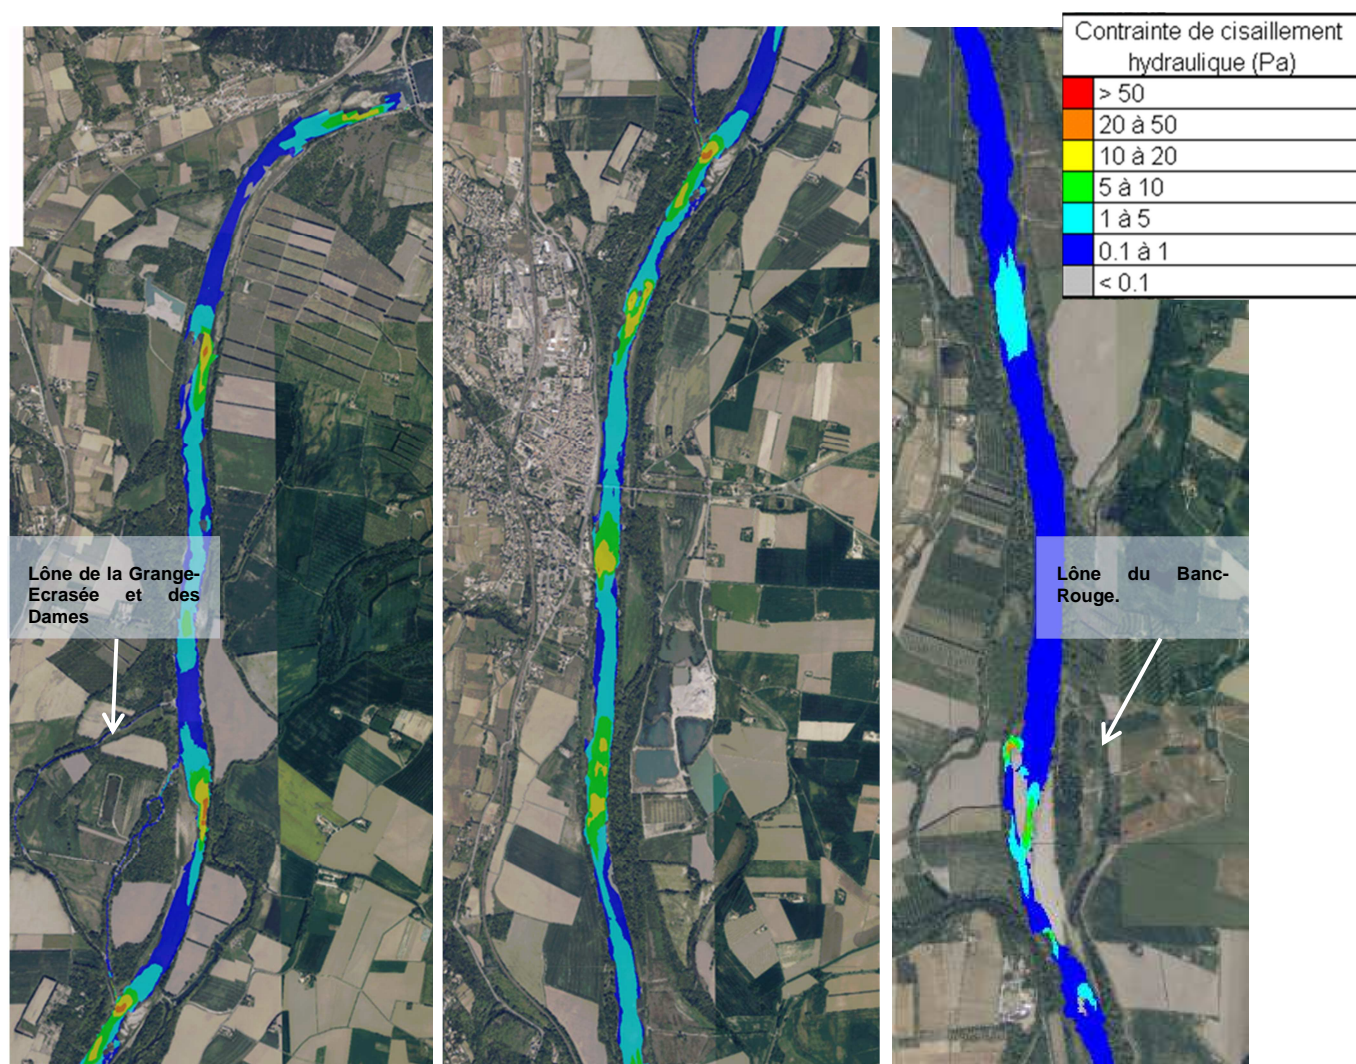 Contrainte de cisaillement
hydraulique (Pa)
> 50
20 à 50
10 à 20
5 à 10
1 à 5
0.1 à 1
< 0.1
Lône de la Grange-
Ecrasée et des
Dames
Lône du Banc-
Rouge.